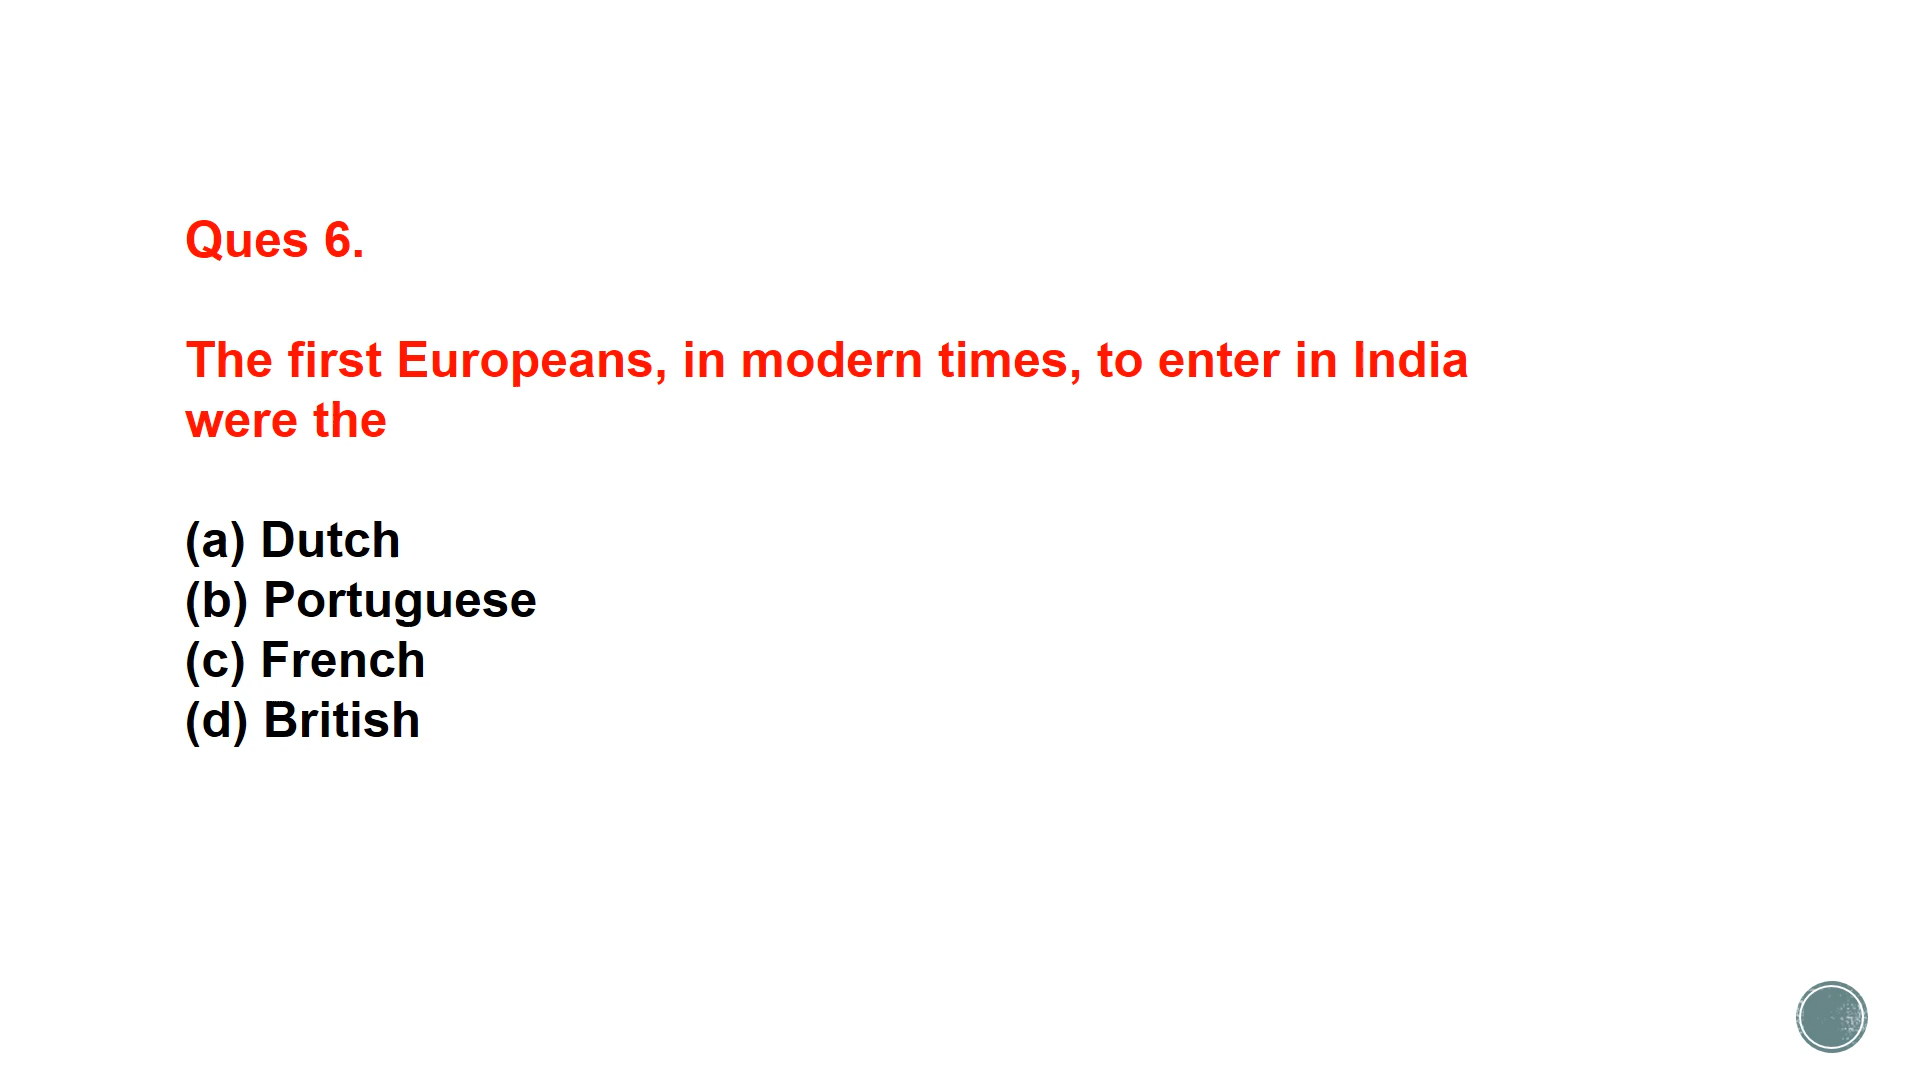 Ques 6.
The first Europeans, in modern times, to enter in India
were the
(a) Dutch
(b) Portuguese
(c) French
(d) British